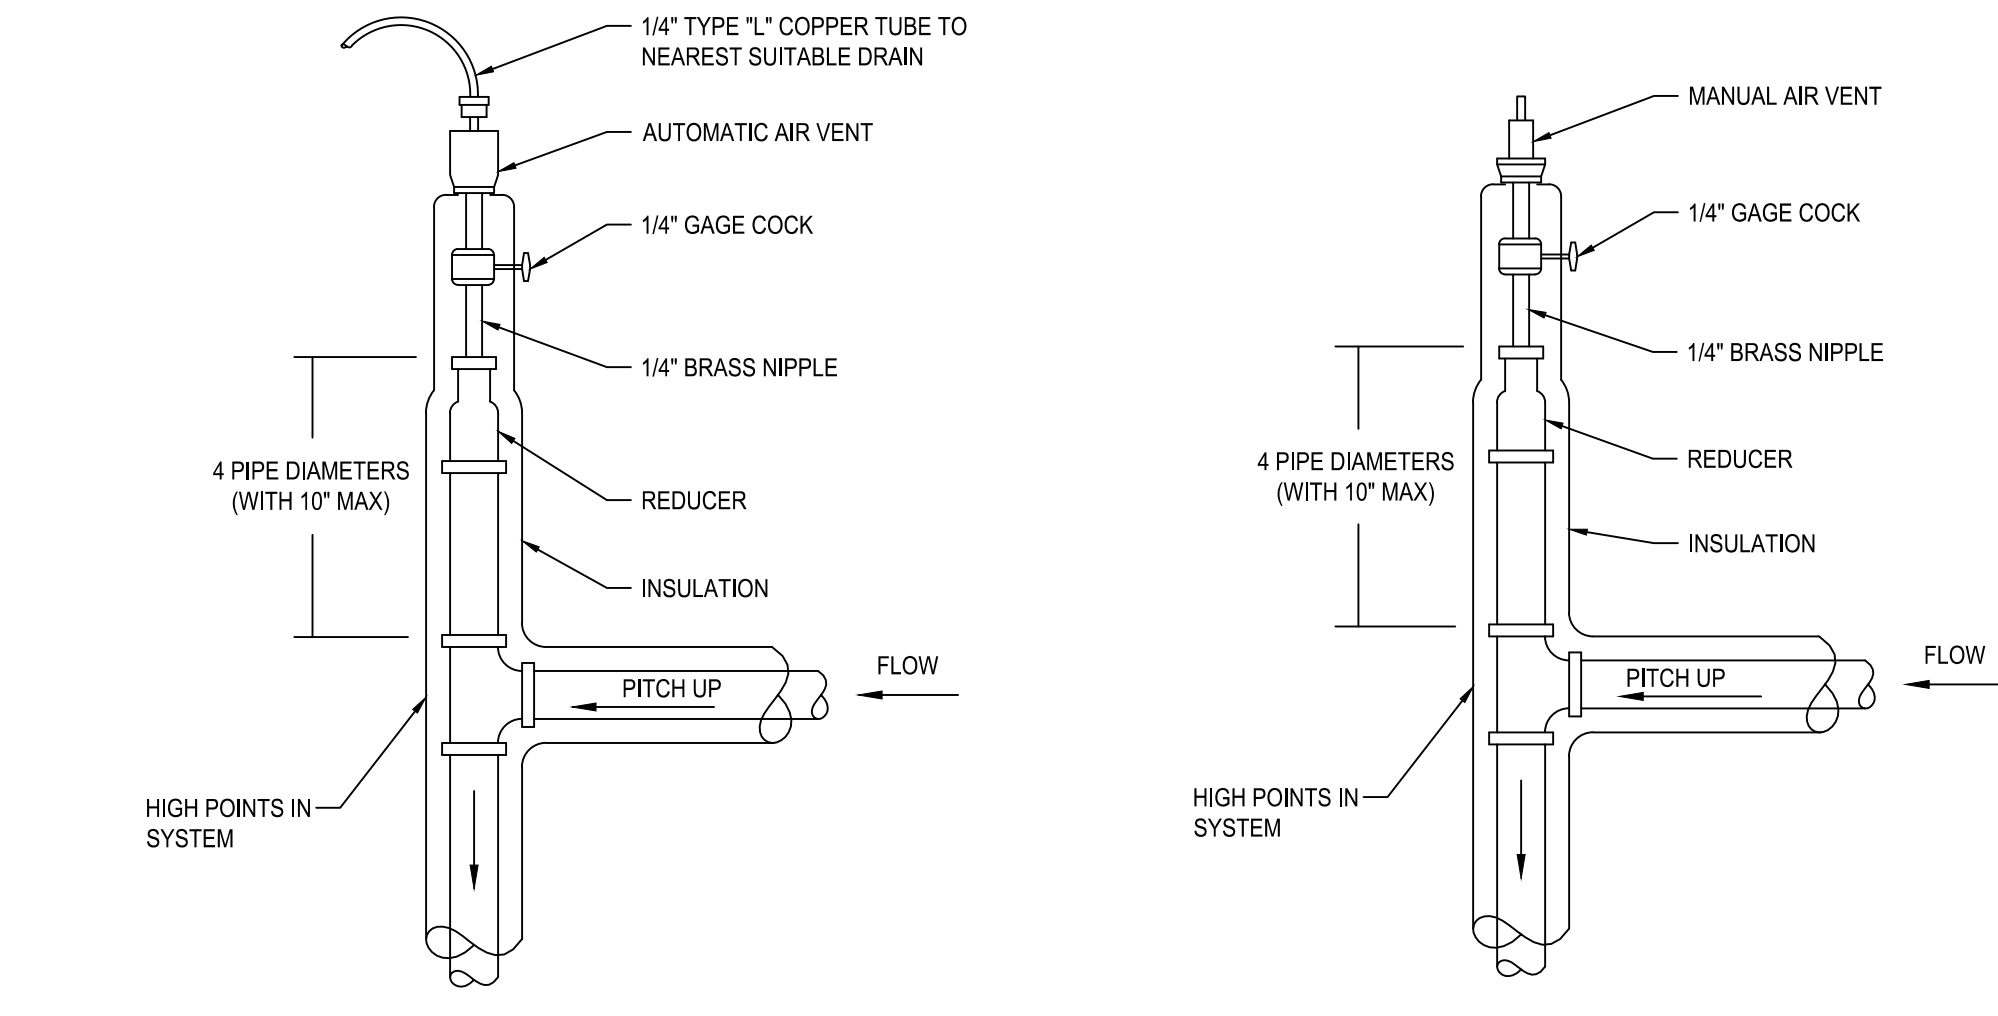 1/4" TYPE "L" COPPER TUBE TO
NEAREST SUITABLE DRAIN
AUTOMATIC AIR VENT
1/4" GAGE COCK
1/4" BRASS NIPPLE
4 PIPE DIAMETERS
(WITH 10" MAX)
REDUCER
INSULATION
FLOW
PITCH UP
HIGH POINTS IN
SYSTEM
MANUAL AIR VENT
1/4" GAGE COCK
1/4" BRASS NIPPLE
4 PIPE DIAMETERS
(WITH 10" MAX)
REDUCER
INSULATION
FLOW
PITCH UP
HIGH POINTS IN
SYSTEM